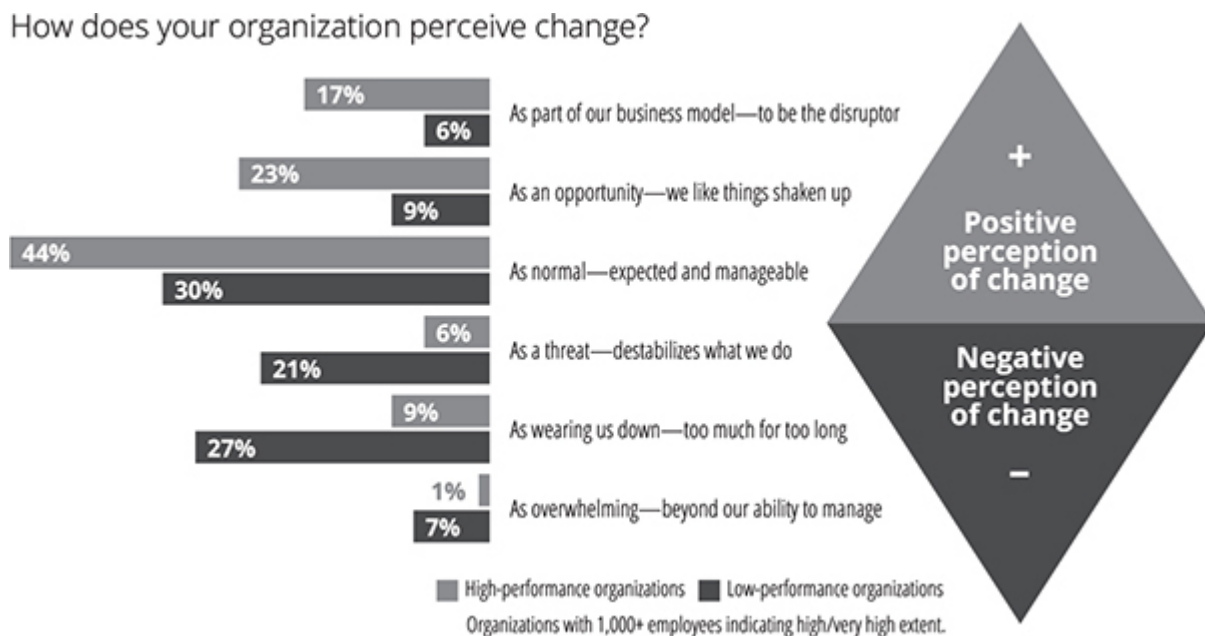 How does your organization perceive change?
17%
6%
As part of our business model—to be the disruptor
23%
9%
As an opportunity—we like things shaken up
44%
30%
As normal—expected and manageable
6%
21%
As a threat—destabilizes what we do
9%
27%
As wearing us down—too much for too long
1%
7%
As overwhelming—beyond our ability to manage
+
Positive
perception
of change
Negative
perception
of change
–
High-performance organizations Low-performance organizations
Organizations with 1,000+ employees indicating high/very high extent.